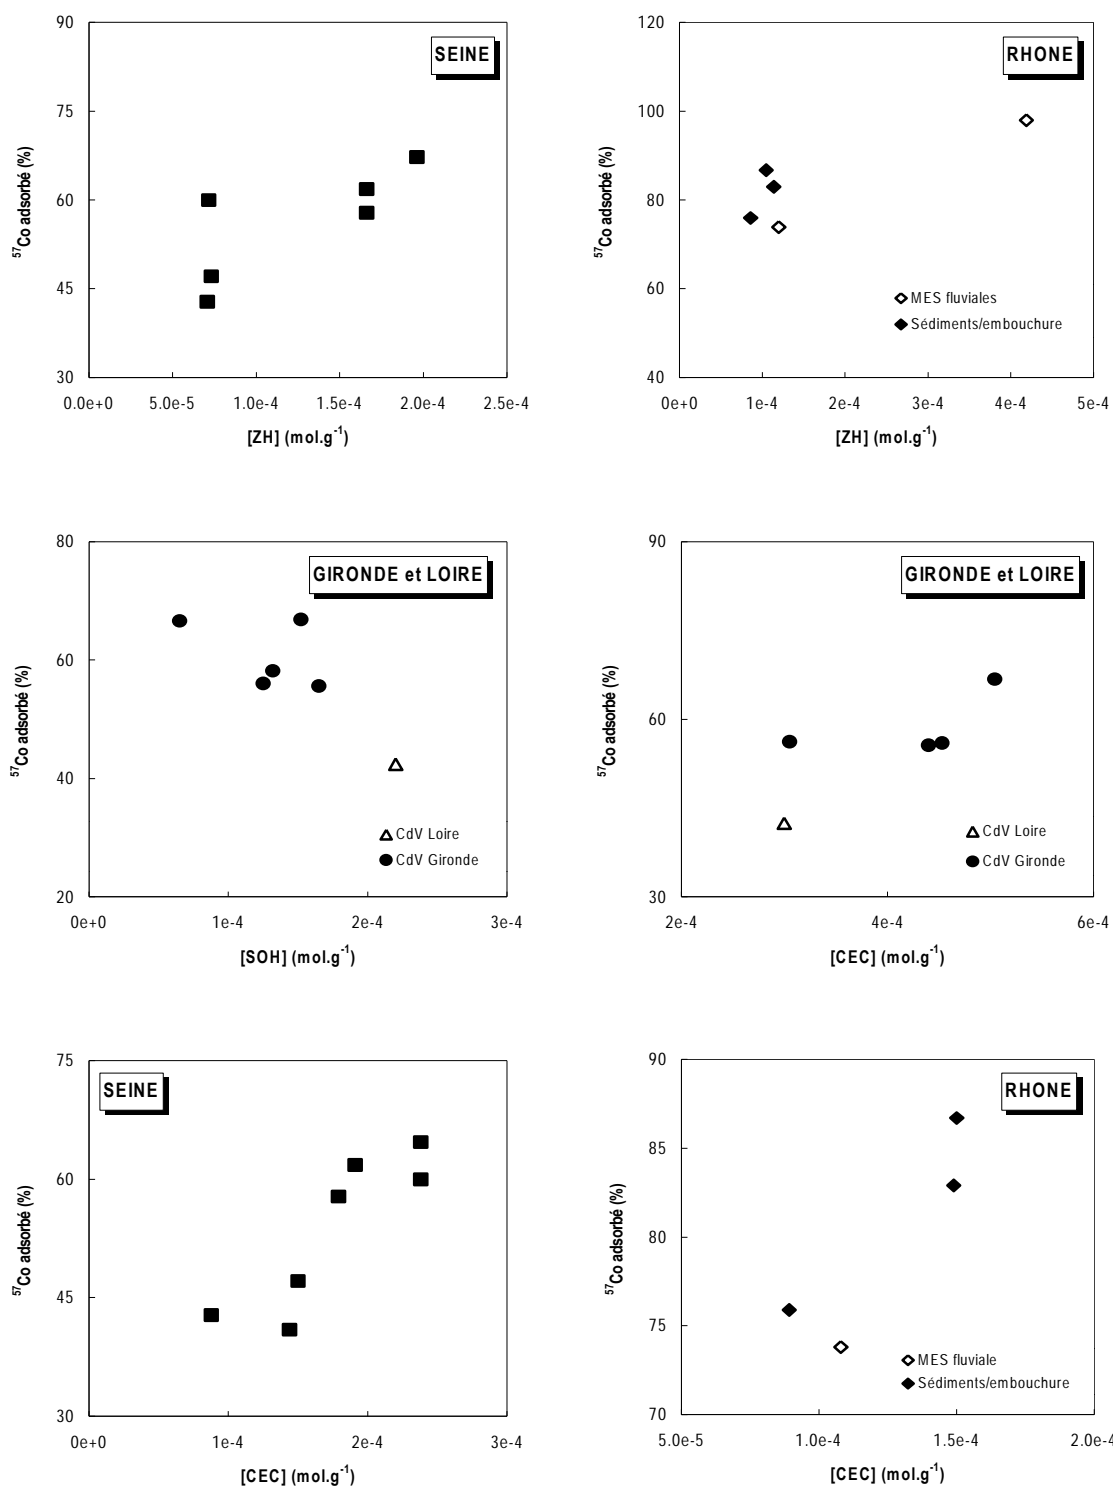 90
75
60
45
30
⁵⁷Co adsorbé (%)
SEINE
0.0e+0 5.0e-5 1.0e-4 1.5e-4 2.0e-4 2.5e-4
[ZH] (mol.g⁻¹)
120
100
80
60
40
⁵⁷Co adsorbé (%)
RHONE
MES fluviales
Sédiments/embouchure
0e+0 1e-4 2e-4 3e-4 4e-4 5e-4
[ZH] (mol.g⁻¹)
80
60
40
20
⁵⁷Co adsorbé (%)
GIRONDE et LOIRE
CdV Loire
CdV Gironde
0e+0 1e-4 2e-4 3e-4
[SOH] (mol.g⁻¹)
90
60
30
⁵⁷Co adsorbé (%)
GIRONDE et LOIRE
CdV Loire
CdV Gironde
2e-4 4e-4 6e-4
[CEC] (mol.g⁻¹)
75
60
45
30
⁵⁷Co adsorbé (%)
SEINE
0e+0 1e-4 2e-4 3e-4
[CEC] (mol.g⁻¹)
90
85
80
75
70
⁵⁷Co adsorbé (%)
RHONE
MES fluviale
Sédiments/embouchure
5.0e-5 1.0e-4 1.5e-4 2.0e-4
[CEC] (mol.g⁻¹)